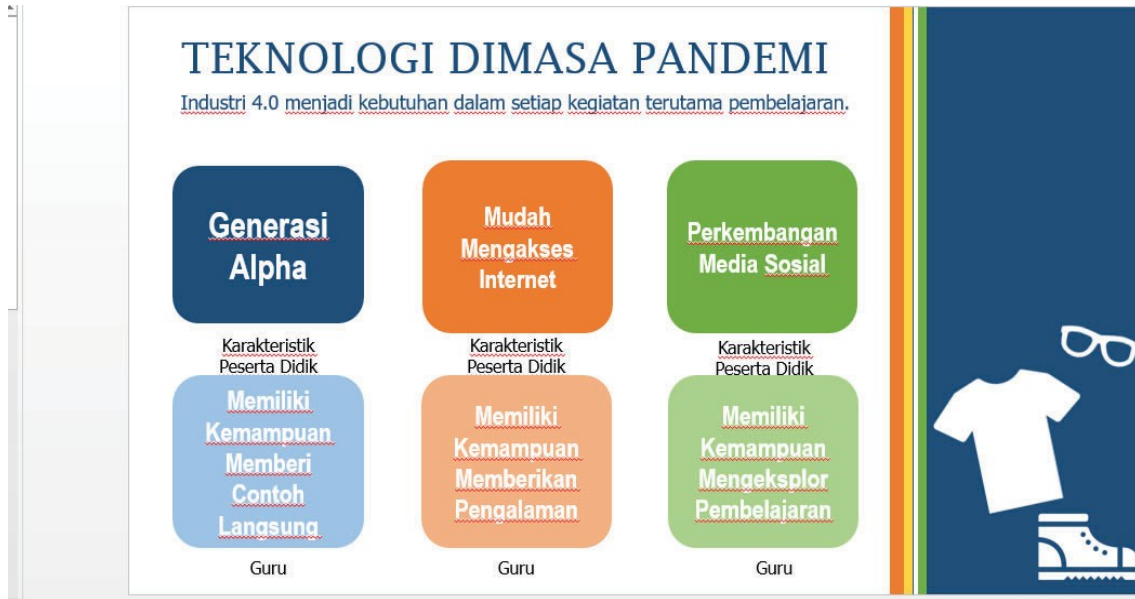 TEKNOLOGI DIMASA PANDEMI
Industri 4.0 menjadi kebutuhan dalam setiap kegiatan terutama pembelajaran.
Generasi
Alpha
Mudah
Mengakses
Internet
Perkembangan
Media Sosial
Karakteristik
Peserta Didik
Karakteristik
Peserta Didik
Karakteristik
Peserta Didik
Memiliki
Kemampuan
Memberi
Contoh
Langsung
Memiliki
Kemampuan
Memberikan
Pengalaman
Memiliki
Kemampuan
Mengeksplor
Pembelajaran
Guru
Guru
Guru